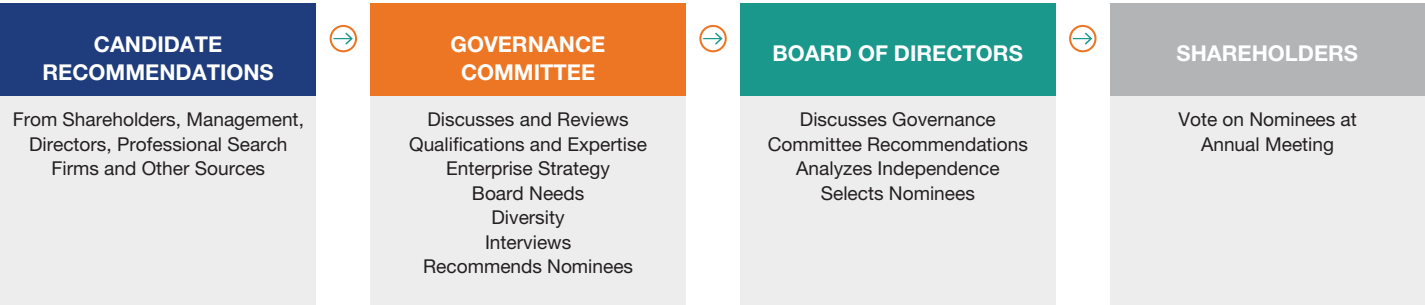 CANDIDATE
RECOMMENDATIONS
From Shareholders, Management,
Directors, Professional Search
Firms and Other Sources
GOVERNANCE
COMMITTEE
Discusses and Reviews
Qualifications and Expertise
Enterprise Strategy
Board Needs
Diversity
Interviews
Recommends Nominees
BOARD OF DIRECTORS
Discusses Governance
Committee Recommendations
Analyzes Independence
Selects Nominees
SHAREHOLDERS
Vote on Nominees at
Annual Meeting